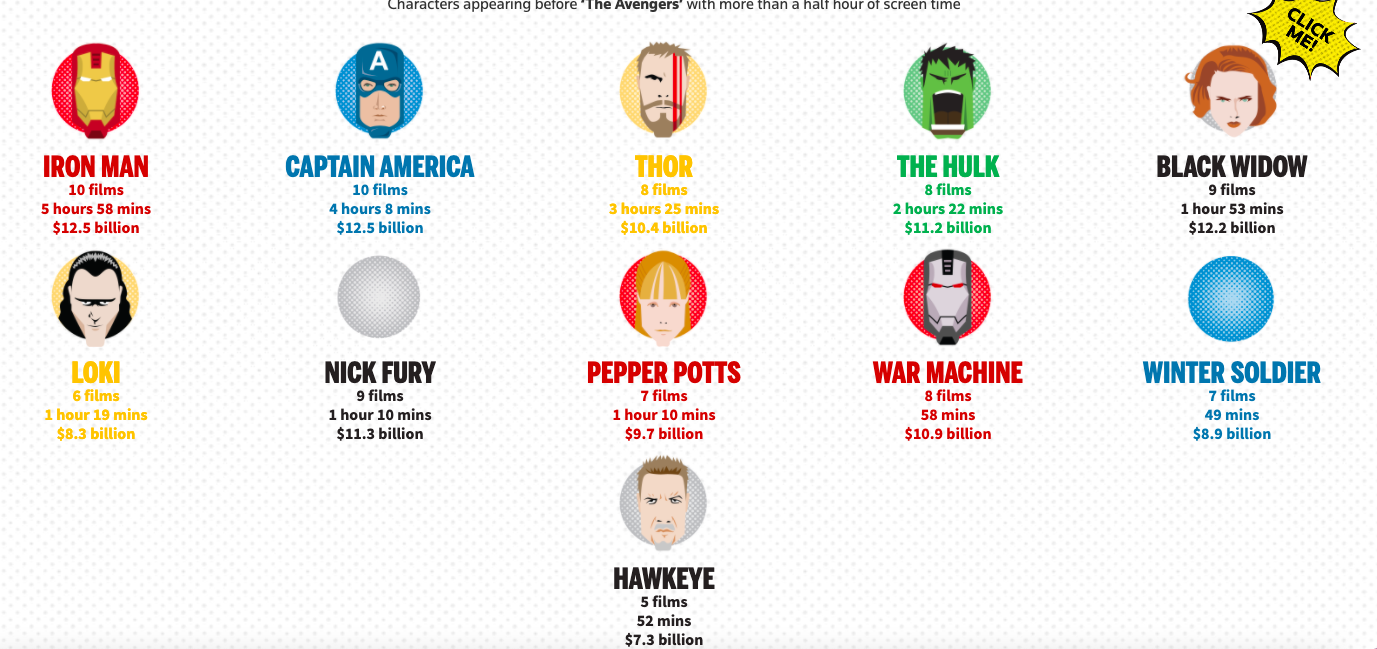 Characters appearing before ‘The Avengers’ with more than a half hour of screen time
CLICK
ME!
A
IRON MAN
10 films
5 hours 58 mins
$12.5 billion
CAPTAIN AMERICA
10 films
4 hours 8 mins
$12.5 billion
THOR
8 films
3 hours 25 mins
$10.4 billion
THE HULK
8 films
2 hours 22 mins
$11.2 billion
BLACK WIDOW
9 films
1 hour 53 mins
$12.2 billion
LOKI
6 films
1 hour 19 mins
$8.3 billion
NICK FURY
9 films
1 hour 10 mins
$11.3 billion
PEPPER POTTS
7 films
1 hour 10 mins
$9.7 billion
WAR MACHINE
8 films
58 mins
$10.9 billion
WINTER SOLDIER
7 films
49 mins
$8.9 billion
HAWKEYE
5 films
52 mins
$7.3 billion